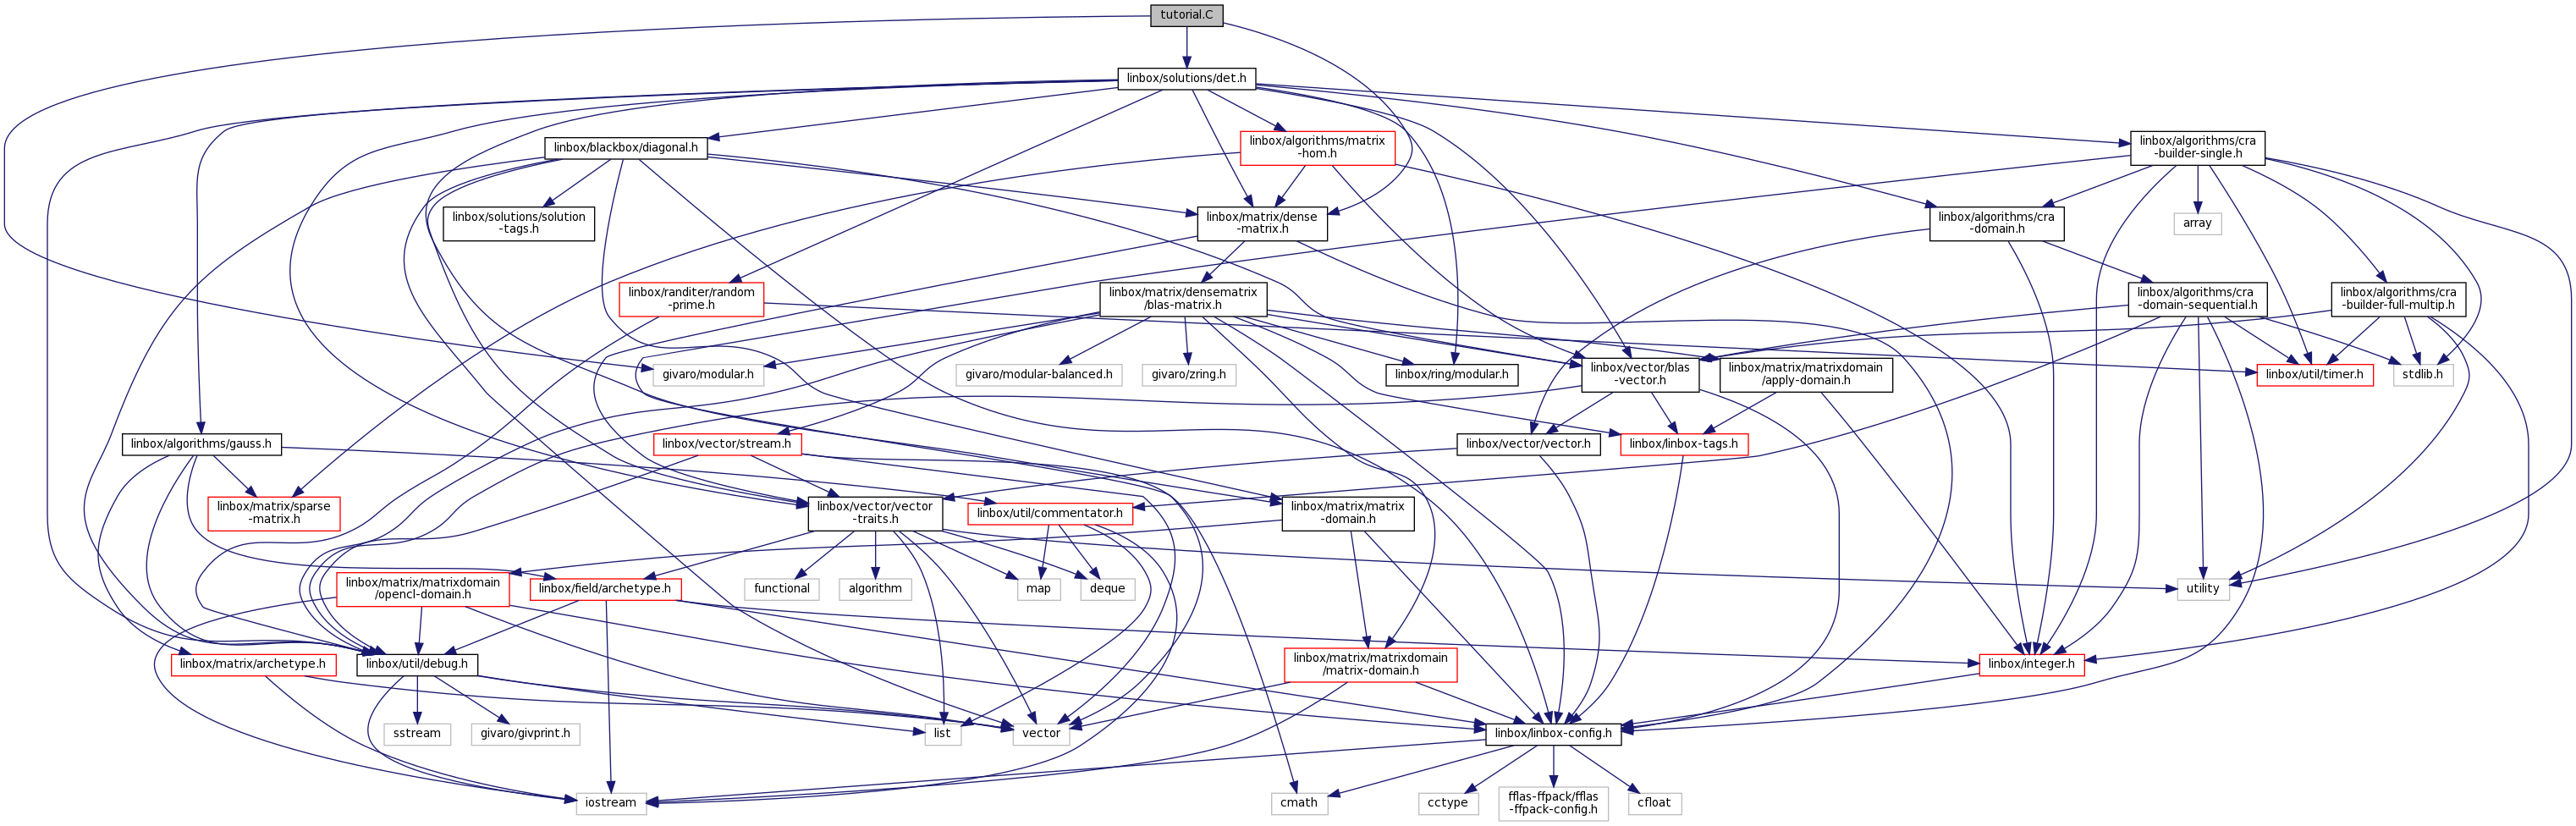 tutorial.C
linbox/solutions/det.h
linbox/blackbox/diagonal.h
linbox/algorithms/matrix
-hom.h
linbox/algorithms/cra
-builder-single.h
linbox/solutions/solution
-tags.h
linbox/matrix/dense
-matrix.h
array
linbox/algorithms/cra
-domain.h
linbox/randiter/random
-prime.h
linbox/matrix/densematrix
/blas-matrix.h
linbox/algorithms/cra
-domain-sequential.h
linbox/algorithms/cra
-builder-full-multip.h
givaro/modular.h
givaro/modular-balanced.h
givaro/zring.h
linbox/ring/modular.h
linbox/vector/blas
-vector.h
linbox/matrix/matrixdomain
/apply-domain.h
linbox/util/timer.h
stdlib.h
linbox/algorithms/gauss.h
linbox/vector/stream.h
linbox/vector/vector.h
linbox/linbox-tags.h
linbox/matrix/sparse
-matrix.h
linbox/vector/vector
-traits.h
linbox/util/commentator.h
linbox/matrix/matrix
-domain.h
linbox/matrix/matrixdomain
/opencl-domain.h
linbox/field/archetype.h
functional
algorithm
map
deque
utility
linbox/matrix/archetype.h
linbox/util/debug.h
linbox/matrix/matrixdomain
/matrix-domain.h
linbox/integer.h
sstream
givaro/givprint.h
list
vector
linbox/linbox-config.h
iostream
cmath
cctype
fflas-ffpack/fflas
-ffpack-config.h
cfloat